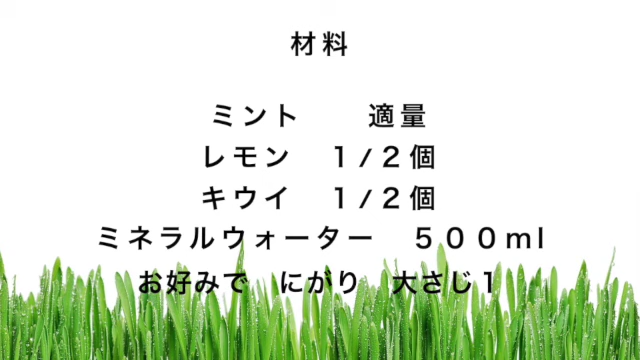 材料
ミント　適量
レモン　１/２個
キウイ　１/２個
ミネラルウォーター　５００ml
お好みで　にがり　大さじ１